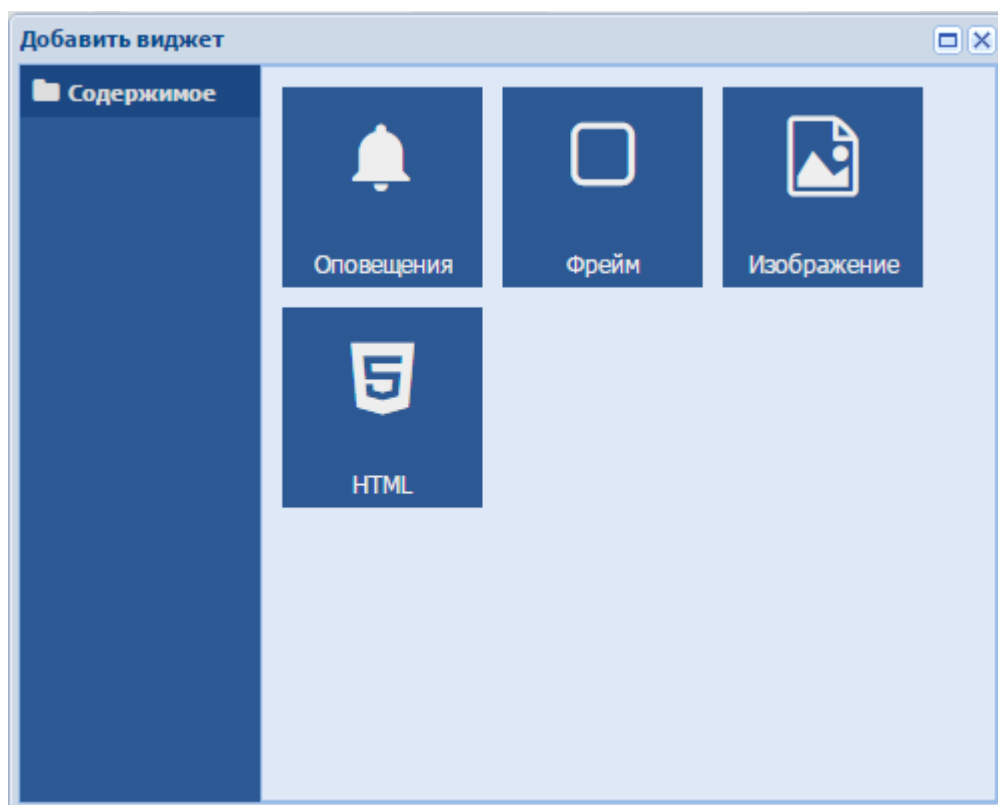 Добавить виджет
Содержимое
Оповещения
Фрейм
Изображение
HTML